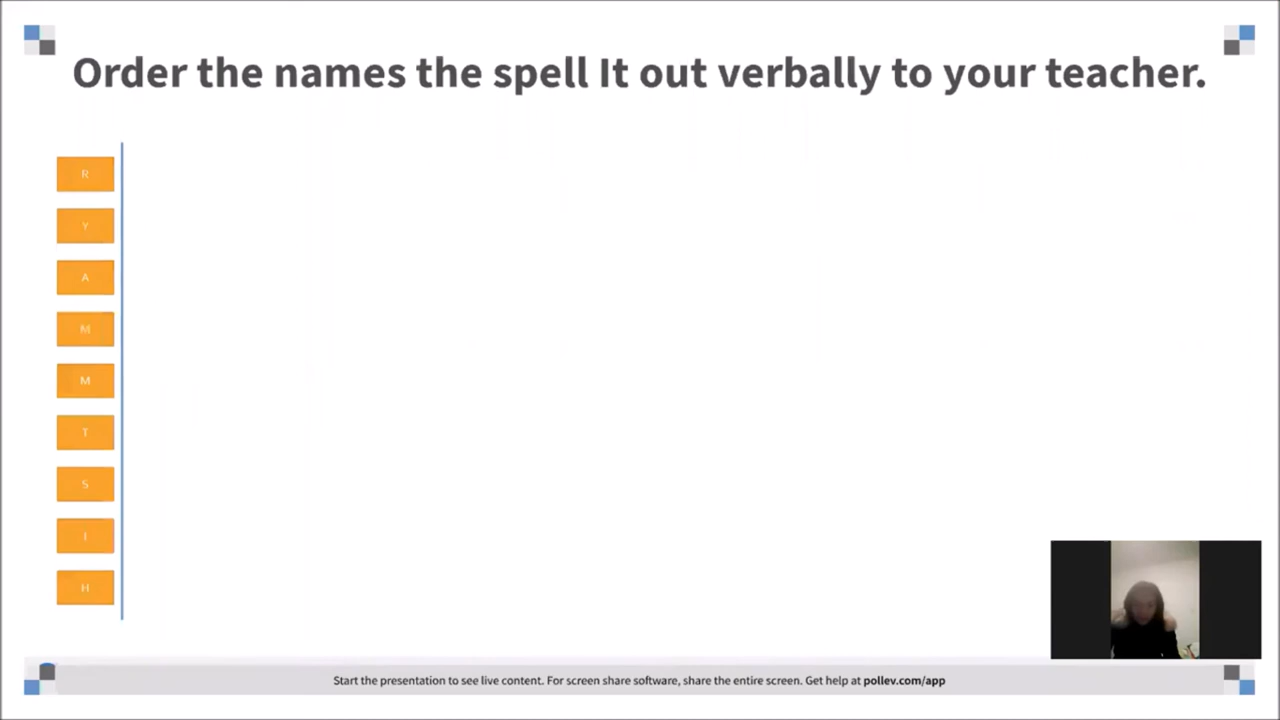 Order the names the spell It out verbally to your teacher.
R
Y
A
M
M
T
S
I
H
Start the presentation to see live content. For screen share software, share the entire screen. Get help at pollev.com/app